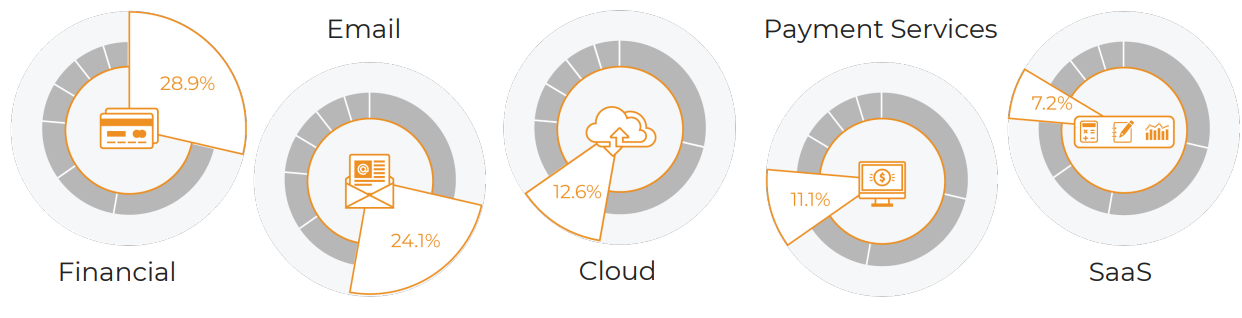 28.9%
Financial
Email
24.1%
12.6%
Cloud
Payment Services
11.1%
7.2%
SaaS